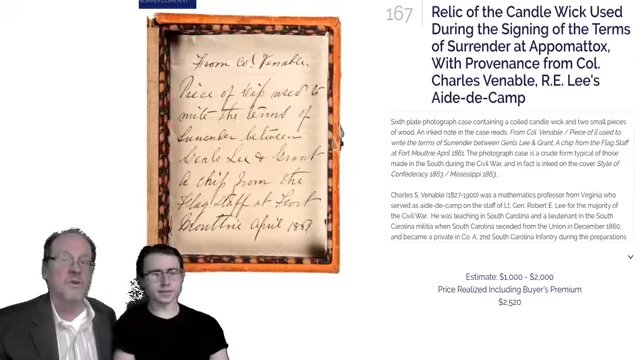 167
Relic of the Candle Wick Used
During the Signing of the Terms
of Surrender at Appomattox,
With Provenance from Col.
Charles Venable, R.E. Lee's
Aide-de-Camp
Sixth plate photograph case containing a coiled candle wick and two small pieces
of wood. An inked note in the case reads, From Col. Venable / Piece of [] used to
write the terms of surrender between Genls Lee & Grant. A chip from the Flag Staff at
Fort Moultrie April 1861. The photograph case is a crude form typical of those
made in the South during the Civil War, and in fact is inked on the cover Style of
Confederacy 1863 / Mississippi 1863.
Charles S. Venable (1827-1900) was a mathematics professor from Virginia who
served as aide-de-camp on the staff of Lt. Gen. Robert E. Lee for the majority of
the Civil War. He was teaching in South Carolina and a lieutenant in the South
Carolina militia when South Carolina seceded from the Union in December 1860,
and became a private in Co. A, 2nd South Carolina Infantry during the preparations
Estimate: $1,000 - $2,000
Price Realized Including Buyer's Premium
$2,520
From Col. Venable.
Piece of used to
write the terms of
Surrender between
Genls Lee & Grant
A chip from the
Flag Staff at Fort
Moultrie April 1861